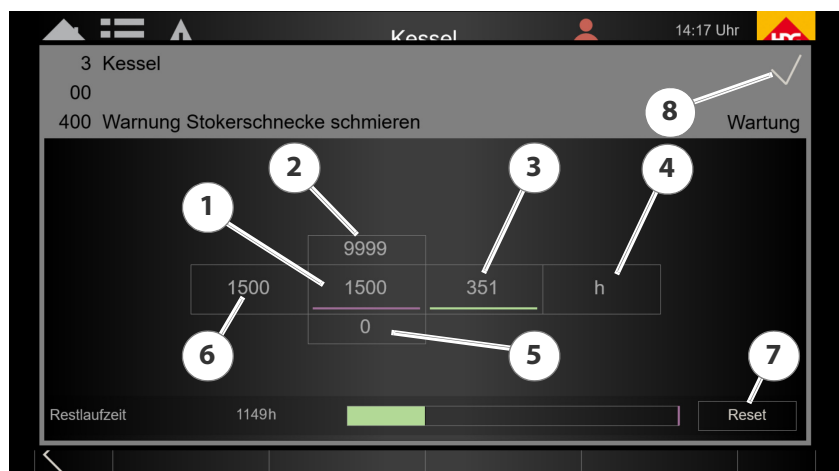 Kessel
14:17 Uhr
HDG
3 Kessel
00
400 Warnung Stokerschnecke schmieren
Wartung
8
2
3
4
1
9999
1500
1500
351
h
0
6
5
7
Restlaufzeit
1149h
Reset